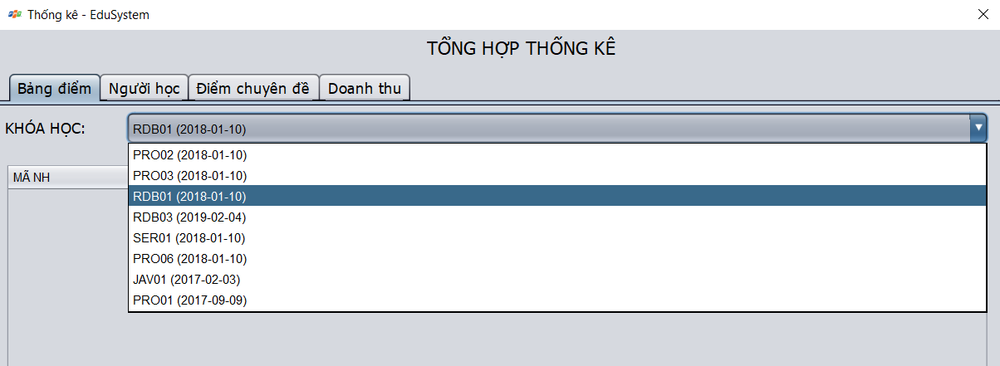 Thống kê - EduSystem
TỔNG HỢP THỐNG KÊ
Bảng điểm Người học Điểm chuyên đề Doanh thu
KHÓA HỌC: RDB01 (2018-01-10)
PRO02 (2018-01-10)
PRO03 (2018-01-10)
MÃ NH
RDB01 (2018-01-10)
RDB03 (2019-02-04)
SER01 (2018-01-10)
PRO06 (2018-01-10)
JAV01 (2017-02-03)
PRO01 (2017-09-09)